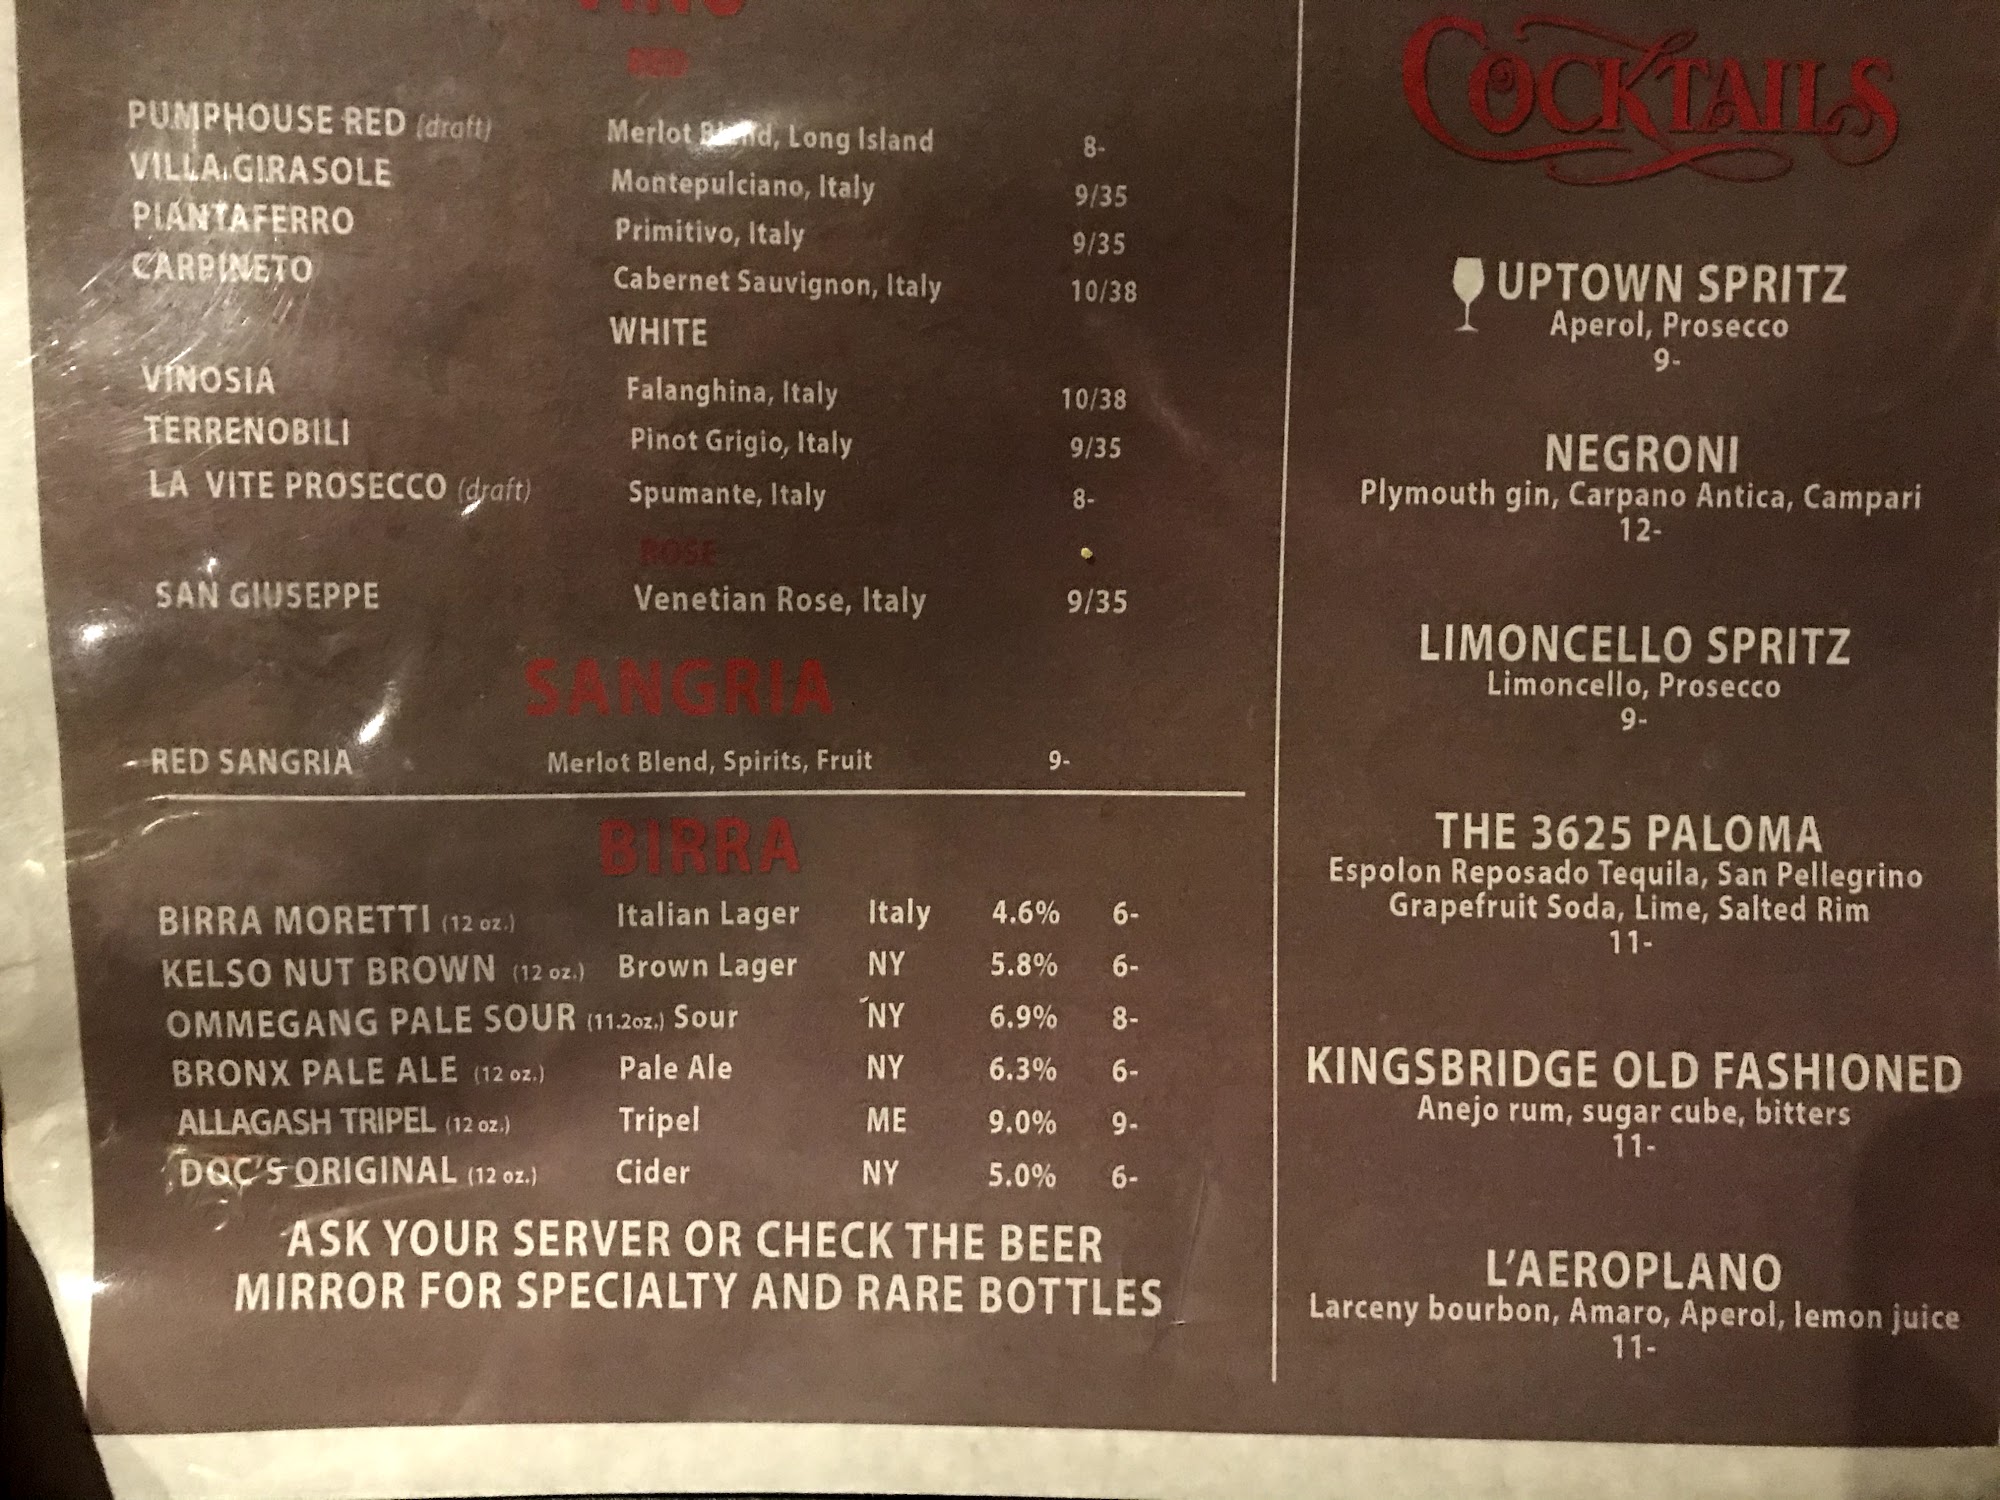 VINO
RED
PUMPHOUSE RED (draft) Merlot Blend, Long Island 8-
VILLA GIRASOLE Montepulciano, Italy 9/35
PIANTAFERRO Primitivo, Italy 9/35
CARPINETO Cabernet Sauvignon, Italy 10/38
WHITE
VINOSIA Falanghina, Italy 10/38
TERRENOBILI Pinot Grigio, Italy 9/35
LA VITE PROSECCO (draft) Spumante, Italy 8-
ROSE
SAN GIUSEPPE Venetian Rose, Italy 9/35
SANGRIA
RED SANGRIA Merlot Blend, Spirits, Fruit 9-
BIRRA
BIRRA MORETTI (12 oz.) Italian Lager Italy 4.6% 6-
KELSO NUT BROWN (12 oz.) Brown Lager NY 5.8% 6-
OMMEGANG PALE SOUR (11.2oz.) Sour NY 6.9% 8-
BRONX PALE ALE (12 oz.) Pale Ale NY 6.3% 6-
ALLAGASH TRIPEL (12 oz.) Tripel ME 9.0% 9-
DOC'S ORIGINAL (12 oz.) Cider NY 5.0% 6-
ASK YOUR SERVER OR CHECK THE BEER
MIRROR FOR SPECIALTY AND RARE BOTTLES
COCKTAILS
UPTOWN SPRITZ
Aperol, Prosecco
9-
NEGRONI
Plymouth gin, Carpano Antica, Campari
12-
LIMONCELLO SPRITZ
Limoncello, Prosecco
9-
THE 3625 PALOMA
Espolon Reposado Tequila, San Pellegrino
Grapefruit Soda, Lime, Salted Rim
11-
KINGSBRIDGE OLD FASHIONED
Anejo rum, sugar cube, bitters
11-
L'AEROPLANO
Larceny bourbon, Amaro, Aperol, lemon juice
11-